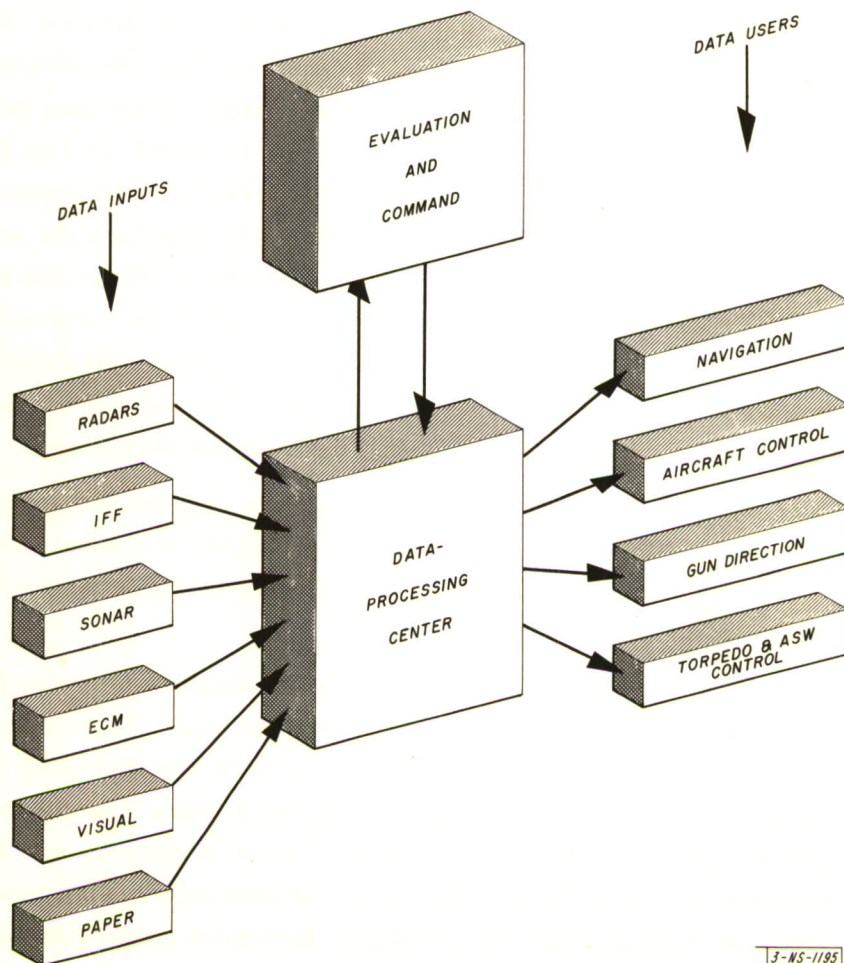 DATA USERS
EVALUATION
AND
COMMAND
DATA INPUTS
RADARS
IFF
SONAR
ECM
VISUAL
PAPER
DATA-
PROCESSING
CENTER
NAVIGATION
AIRCRAFT CONTROL
GUN DIRECTION
TORPEDO & ASW
CONTROL
3-NS-1195